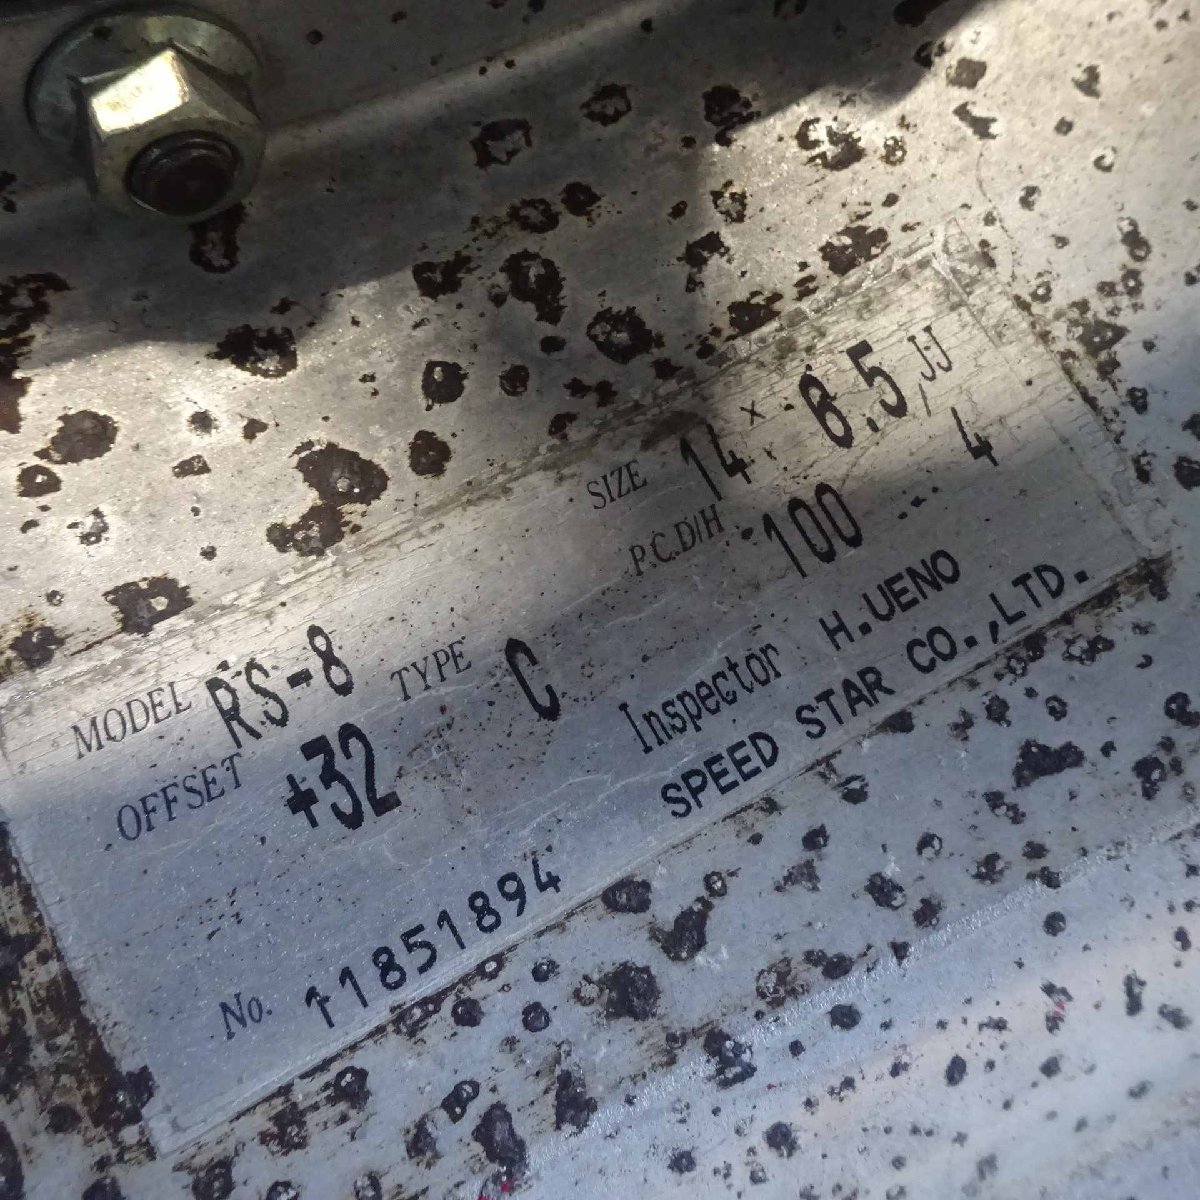 MODEL RS-8 TYPE C SIZE 14 × 6.5 JJ
OFFSET +32 P.C.D/H 100 -- 4
Inspector H.UENO
No. 11851894 SPEED STAR CO.,LTD.